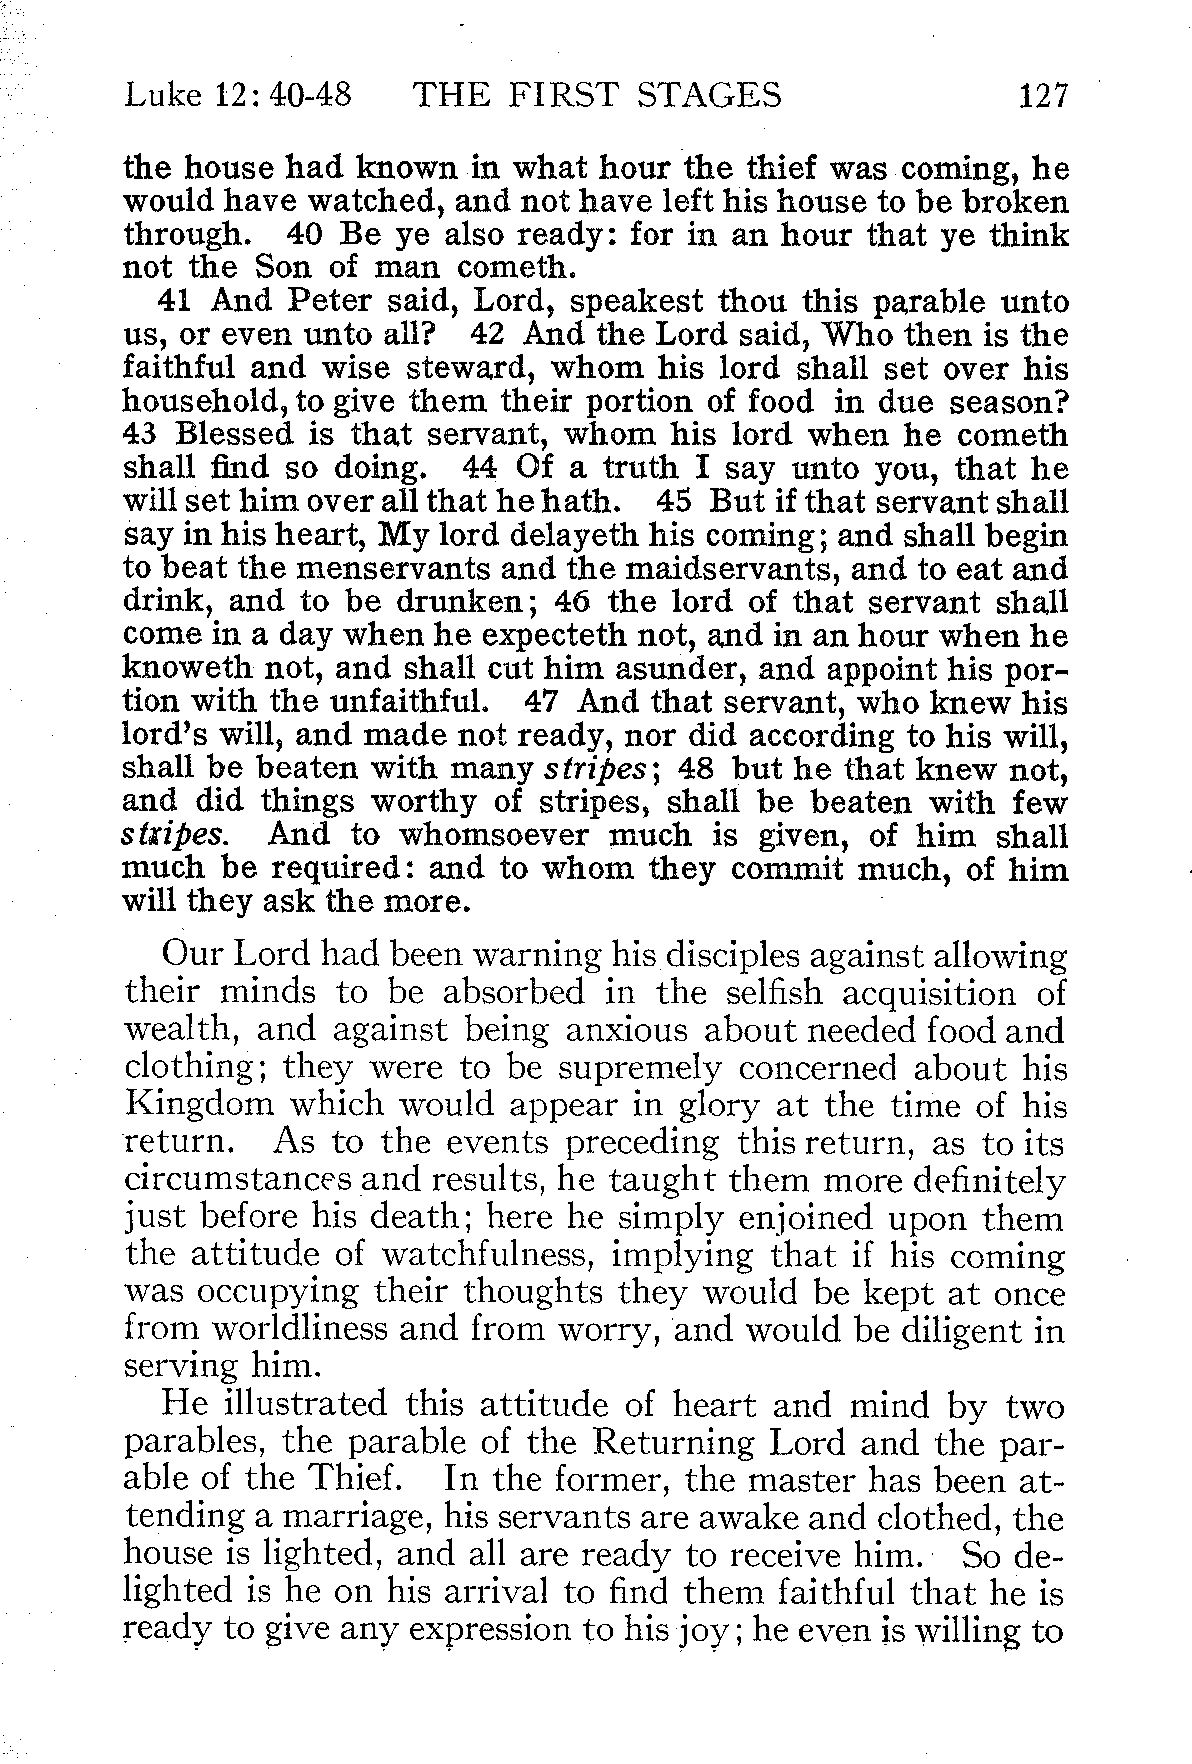 Luke 12: 40-48 THE FIRST STAGES 127
the house had known in what hour the thief was coming, he
would have watched, and not have left his house to be broken
through. 40 Be ye also ready: for in an hour that ye think
not the Son of man cometh.
41 And Peter said, Lord, speakest thou this parable unto
us, or even unto all? 42 And the Lord said, Who then is the
faithful and wise steward, whom his lord shall set over his
household, to give them their portion of food in due season?
43 Blessed is that servant, whom his lord when he cometh
shall find so doing. 44 Of a truth I say unto you, that he
will set him over all that he hath. 45 But if that servant shall
say in his heart, My lord delayeth his coming; and shall begin
to beat the menservants and the maidservants, and to eat and
drink, and to be drunken; 46 the lord of that servant shall
come in a day when he expecteth not, and in an hour when he
knoweth not, and shall cut him asunder, and appoint his por-
tion with the unfaithful. 47 And that servant, who knew his
lord's will, and made not ready, nor did according to his will,
shall be beaten with many stripes; 48 but he that knew not,
and did things worthy of stripes, shall be beaten with few
stripes. And to whomsoever much is given, of him shall
much be required: and to whom they commit much, of him
will they ask the more.
Our Lord had been warning his disciples against allowing
their minds to be absorbed in the selfish acquisition of
wealth, and against being anxious about needed food and
clothing; they were to be supremely concerned about his
Kingdom which would appear in glory at the time of his
return. As to the events preceding this return, as to its
circumstances and results, he taught them more definitely
just before his death; here he simply enjoined upon them
the attitude of watchfulness, implying that if his coming
was occupying their thoughts they would be kept at once
from worldliness and from worry, and would be diligent in
serving him.
He illustrated this attitude of heart and mind by two
parables, the parable of the Returning Lord and the par-
able of the Thief. In the former, the master has been at-
tending a marriage, his servants are awake and clothed, the
house is lighted, and all are ready to receive him. So de-
lighted is he on his arrival to find them faithful that he is
ready to give any expression to his joy; he even is willing to